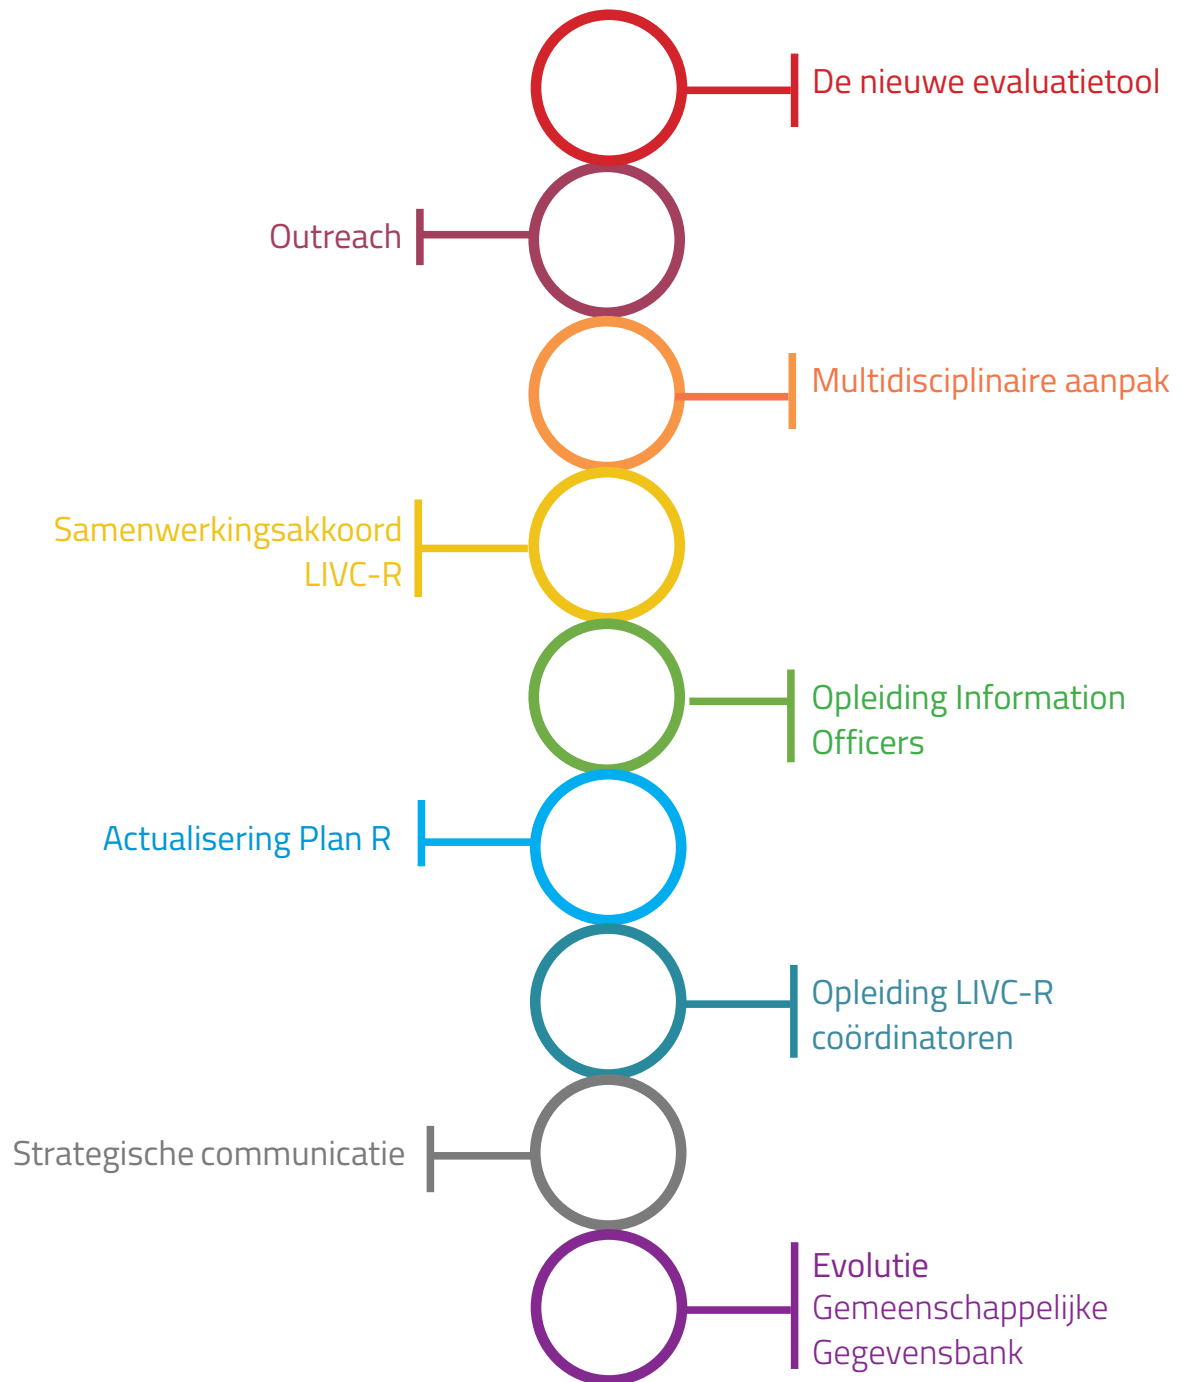 De nieuwe evaluatietool
Outreach
Multidisciplinaire aanpak
Samenwerkingsakkoord
LIVC-R
Opleiding Information
Officers
Actualisering Plan R
Opleiding LIVC-R
coördinatoren
Strategische communicatie
Evolutie
Gemeenschappelijke
Gegevensbank